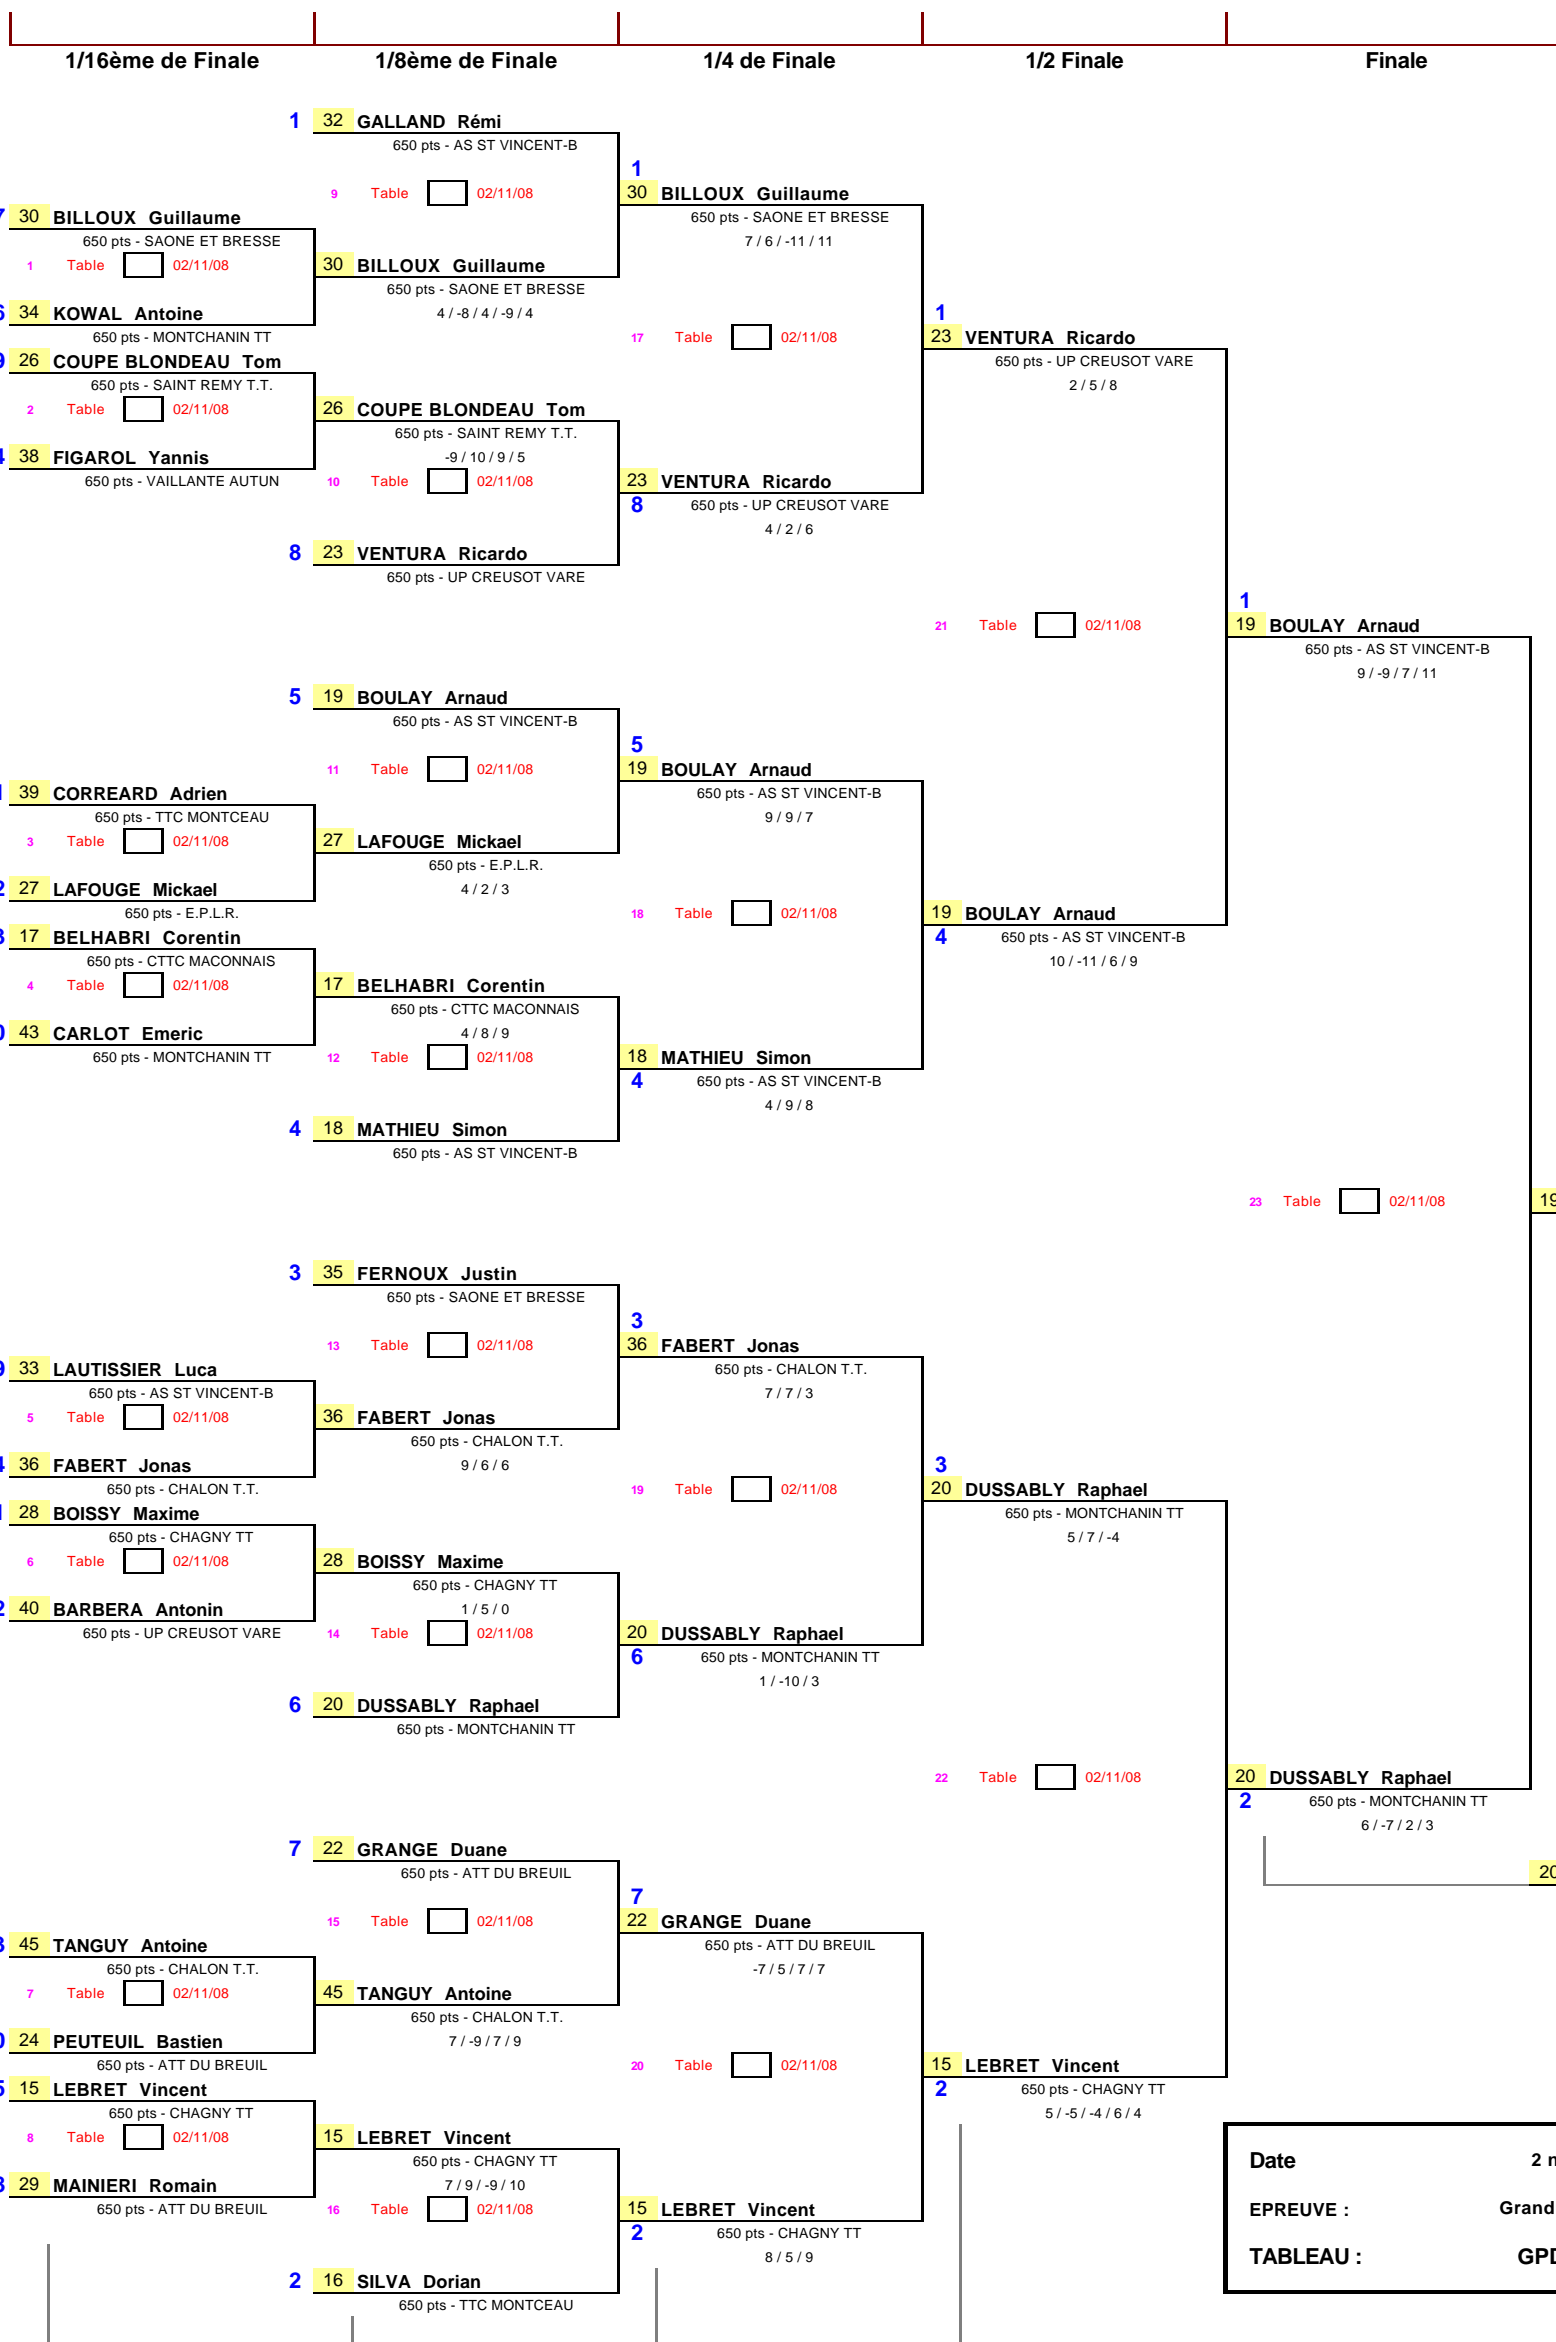 1/16ème de Finale 1/8ème de Finale 1/4 de Finale 1/2 Finale Finale
1 32 GALLAND Rémi
650 pts - AS ST VINCENT-B
1
9 Table 02/11/08 30 BILLOUX Guillaume
7 30 BILLOUX Guillaume 650 pts - SAONE ET BRESSE
650 pts - SAONE ET BRESSE 7 / 6 / -11 / 11
1 Table 02/11/08 30 BILLOUX Guillaume
650 pts - SAONE ET BRESSE
34 KOWAL Antoine 4 / -8 / 4 / -9 / 4 1
650 pts - MONTCHANIN TT 17 Table 02/11/08 23 VENTURA Ricardo
26 COUPE BLONDEAU Tom 650 pts - UP CREUSOT VARE
650 pts - SAINT REMY T.T. 2 / 5 / 8
2 Table 02/11/08 26 COUPE BLONDEAU Tom
650 pts - SAINT REMY T.T.
38 FIGAROL Yannis -9 / 10 / 9 / 5
650 pts - VAILLANTE AUTUN 10 Table 02/11/08 23 VENTURA Ricardo
8 650 pts - UP CREUSOT VARE
4 / 2 / 6
8 23 VENTURA Ricardo
650 pts - UP CREUSOT VARE
1
21 Table 02/11/08 19 BOULAY Arnaud
650 pts - AS ST VINCENT-B
9 / -9 / 7 / 11
5 19 BOULAY Arnaud
650 pts - AS ST VINCENT-B
5
11 Table 02/11/08 19 BOULAY Arnaud
39 CORREARD Adrien 650 pts - AS ST VINCENT-B
650 pts - TTC MONTCEAU 9 / 9 / 7
3 Table 02/11/08 27 LAFOUGE Mickael
650 pts - E.P.L.R.
27 LAFOUGE Mickael 4 / 2 / 3
650 pts - E.P.L.R. 18 Table 02/11/08 19 BOULAY Arnaud
17 BELHABRI Corentin 4 650 pts - AS ST VINCENT-B
650 pts - CTTC MACONNAIS 10 / -11 / 6 / 9
4 Table 02/11/08 17 BELHABRI Corentin
650 pts - CTTC MACONNAIS
43 CARLOT Emeric 4 / 8 / 9
650 pts - MONTCHANIN TT 12 Table 02/11/08 18 MATHIEU Simon
4 650 pts - AS ST VINCENT-B
4 / 9 / 8
4 18 MATHIEU Simon
650 pts - AS ST VINCENT-B
23 Table 02/11/08 19
3 35 FERNOUX Justin
650 pts - SAONE ET BRESSE
3
13 Table 02/11/08 36 FABERT Jonas
33 LAUTISSIER Luca 650 pts - CHALON T.T.
650 pts - AS ST VINCENT-B 7 / 7 / 3
5 Table 02/11/08 36 FABERT Jonas
650 pts - CHALON T.T.
36 FABERT Jonas 9 / 6 / 6 3
650 pts - CHALON T.T. 19 Table 02/11/08 20 DUSSABLY Raphael
28 BOISSY Maxime 650 pts - MONTCHANIN TT
650 pts - CHAGNY TT 5 / 7 / -4
6 Table 02/11/08 28 BOISSY Maxime
650 pts - CHAGNY TT
40 BARBERA Antonin 1 / 5 / 0
650 pts - UP CREUSOT VARE 14 Table 02/11/08 20 DUSSABLY Raphael
6 650 pts - MONTCHANIN TT
1 / -10 / 3
6 20 DUSSABLY Raphael
650 pts - MONTCHANIN TT
22 Table 02/11/08 20 DUSSABLY Raphael
2 650 pts - MONTCHANIN TT
6 / -7 / 2 / 3
7 22 GRANGE Duane
650 pts - ATT DU BREUIL 20
7
15 Table 02/11/08 22 GRANGE Duane
45 TANGUY Antoine 650 pts - ATT DU BREUIL
650 pts - CHALON T.T. -7 / 5 / 7 / 7
7 Table 02/11/08 45 TANGUY Antoine
650 pts - CHALON T.T.
24 PEUTEUIL Bastien 7 / -9 / 7 / 9
650 pts - ATT DU BREUIL 20 Table 02/11/08 15 LEBRET Vincent
15 LEBRET Vincent 2 650 pts - CHAGNY TT
650 pts - CHAGNY TT 5 / -5 / -4 / 6 / 4
8 Table 02/11/08 15 LEBRET Vincent
650 pts - CHAGNY TT Date 2
29 MAINIERI Romain 7 / 9 / -9 / 10
650 pts - ATT DU BREUIL 16 Table 02/11/08 15 LEBRET Vincent EPREUVE : Grand
2 650 pts - CHAGNY TT
8 / 5 / 9 TABLEAU : GPD
2 16 SILVA Dorian
650 pts - TTC MONTCEAU